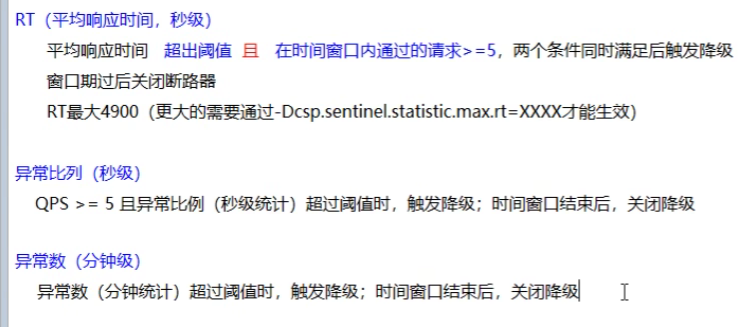 RT（平均响应时间，秒级）
平均响应时间 超出阈值 且 在时间窗口内通过的请求>=5，两个条件同时满足后触发降级
窗口期过后关闭断路器
RT最大4900（更大的需要通过-Dcsp.sentinel.statistic.max.rt=XXXX才能生效）
异常比列（秒级）
QPS >= 5 且异常比例（秒级统计）超过阈值时，触发降级；时间窗口结束后，关闭降级
异常数（分钟级）
异常数（分钟统计）超过阈值时，触发降级；时间窗口结束后，关闭降级